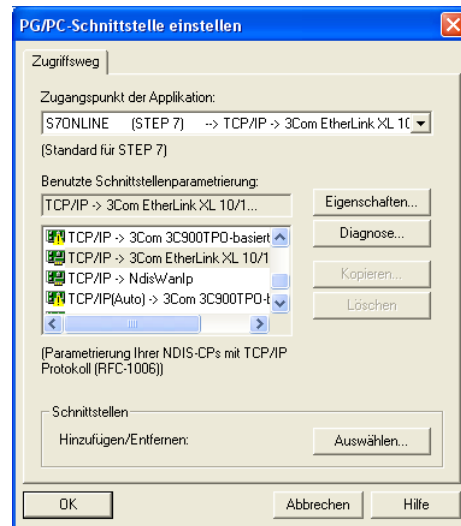 PG/PC-Schnittstelle einstellen
Zugriffsweg
Zugangspunkt der Applikation:
S7ONLINE (STEP 7) --> TCP/IP -> 3Com EtherLink XL 10
(Standard für STEP 7)
Benutzte Schnittstellenparametrierung:
TCP/IP -> 3Com EtherLink XL 10/1...
Eigenschaften...
TCP/IP -> 3Com 3C900TPO-basiert
Diagnose...
TCP/IP -> 3Com EtherLink XL 10/1
TCP/IP -> NdisWanIp
Kopieren...
TCP/IP(Auto) -> 3Com 3C900TPO-b
Löschen
(Parametrierung Ihrer NDIS-CPs mit TCP/IP
Protokoll (RFC-1006))
Schnittstellen
Hinzufügen/Entfernen:
Auswählen...
OK
Abbrechen
Hilfe